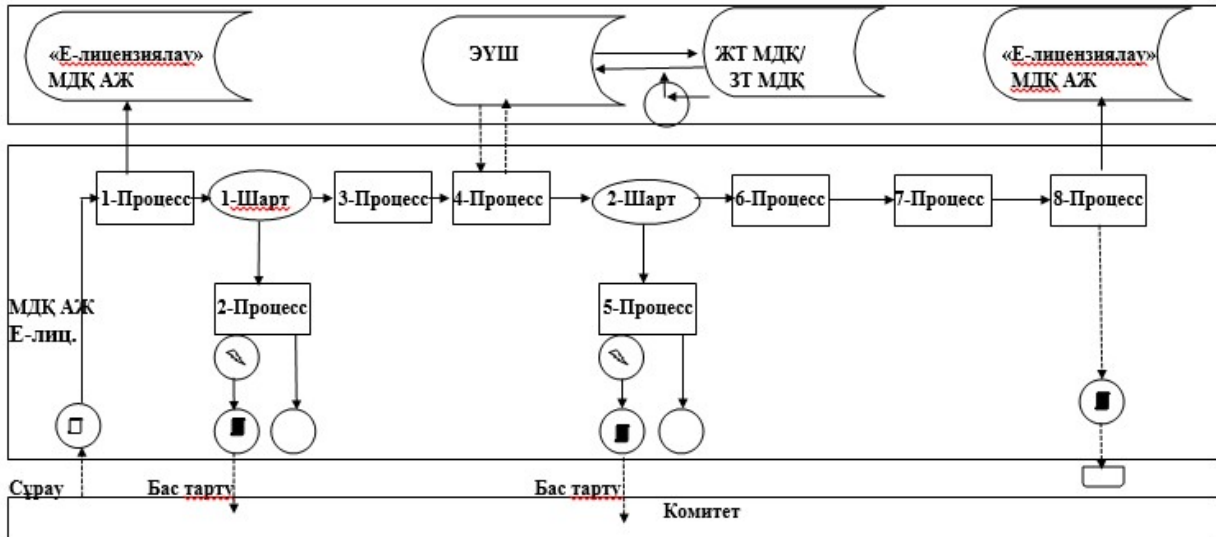 «Е-лицензиялау»
МДҚ АЖ
ЭҮШ
ЖТ МДҚ/
ЗТ МДҚ
«Е-лицензиялау»
МДҚ АЖ
1-Процесс
1-Шарт
3-Процесс
4-Процесс
2-Шарт
6-Процесс
7-Процесс
8-Процесс
2-Процесс
5-Процесс
МДҚ АЖ
Е-лиц.
Сұрау
Бас тарту
Бас тарту
Комитет